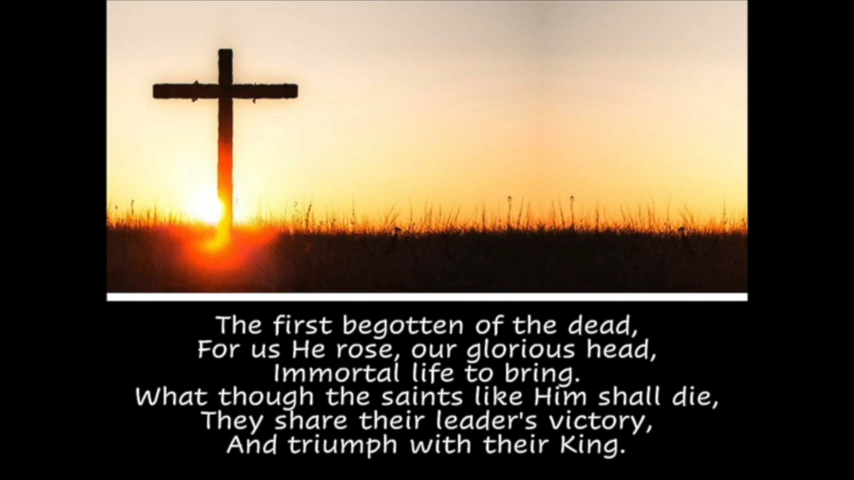 The first begotten of the dead,
For us He rose, our glorious head,
Immortal life to bring.
What though the saints like Him shall die,
They share their leader's victory,
And triumph with their King.